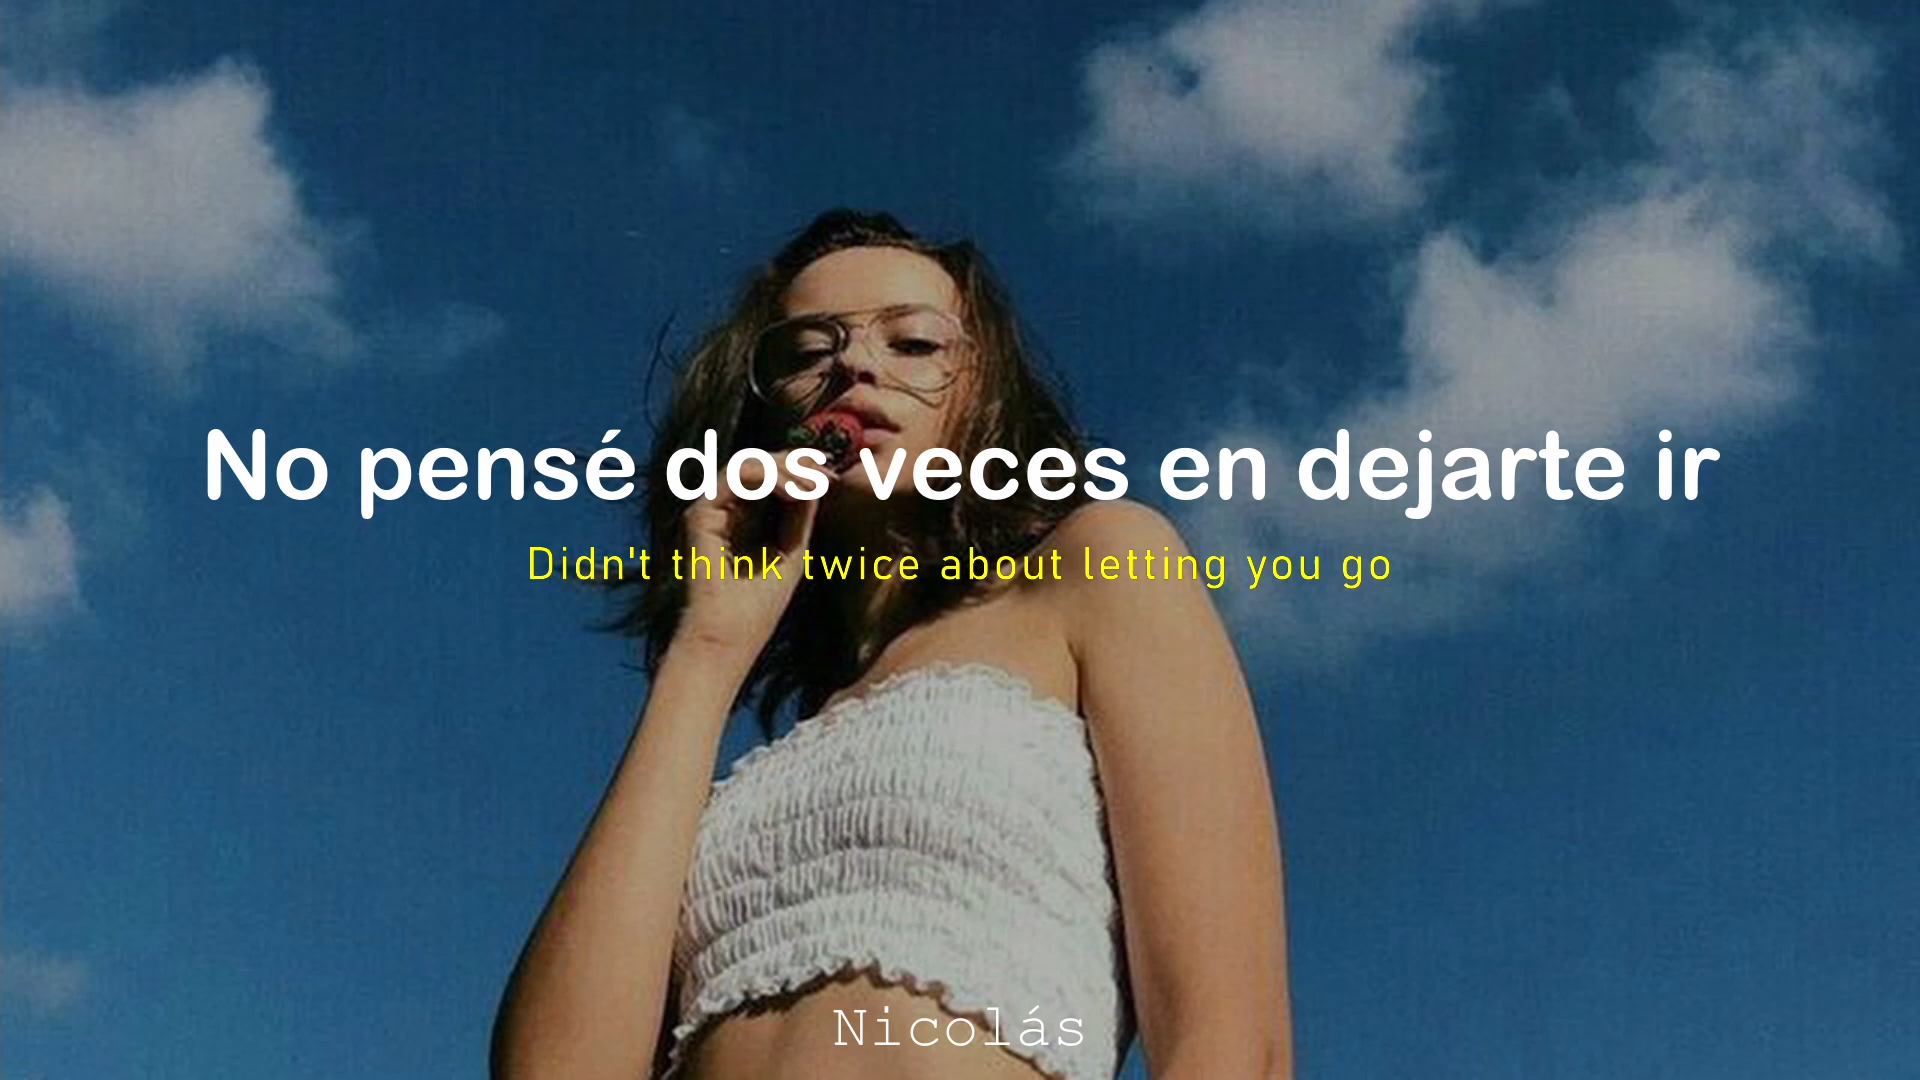 No pensé dos veces en dejarte ir
Didn't think twice about letting you go
Nicolás